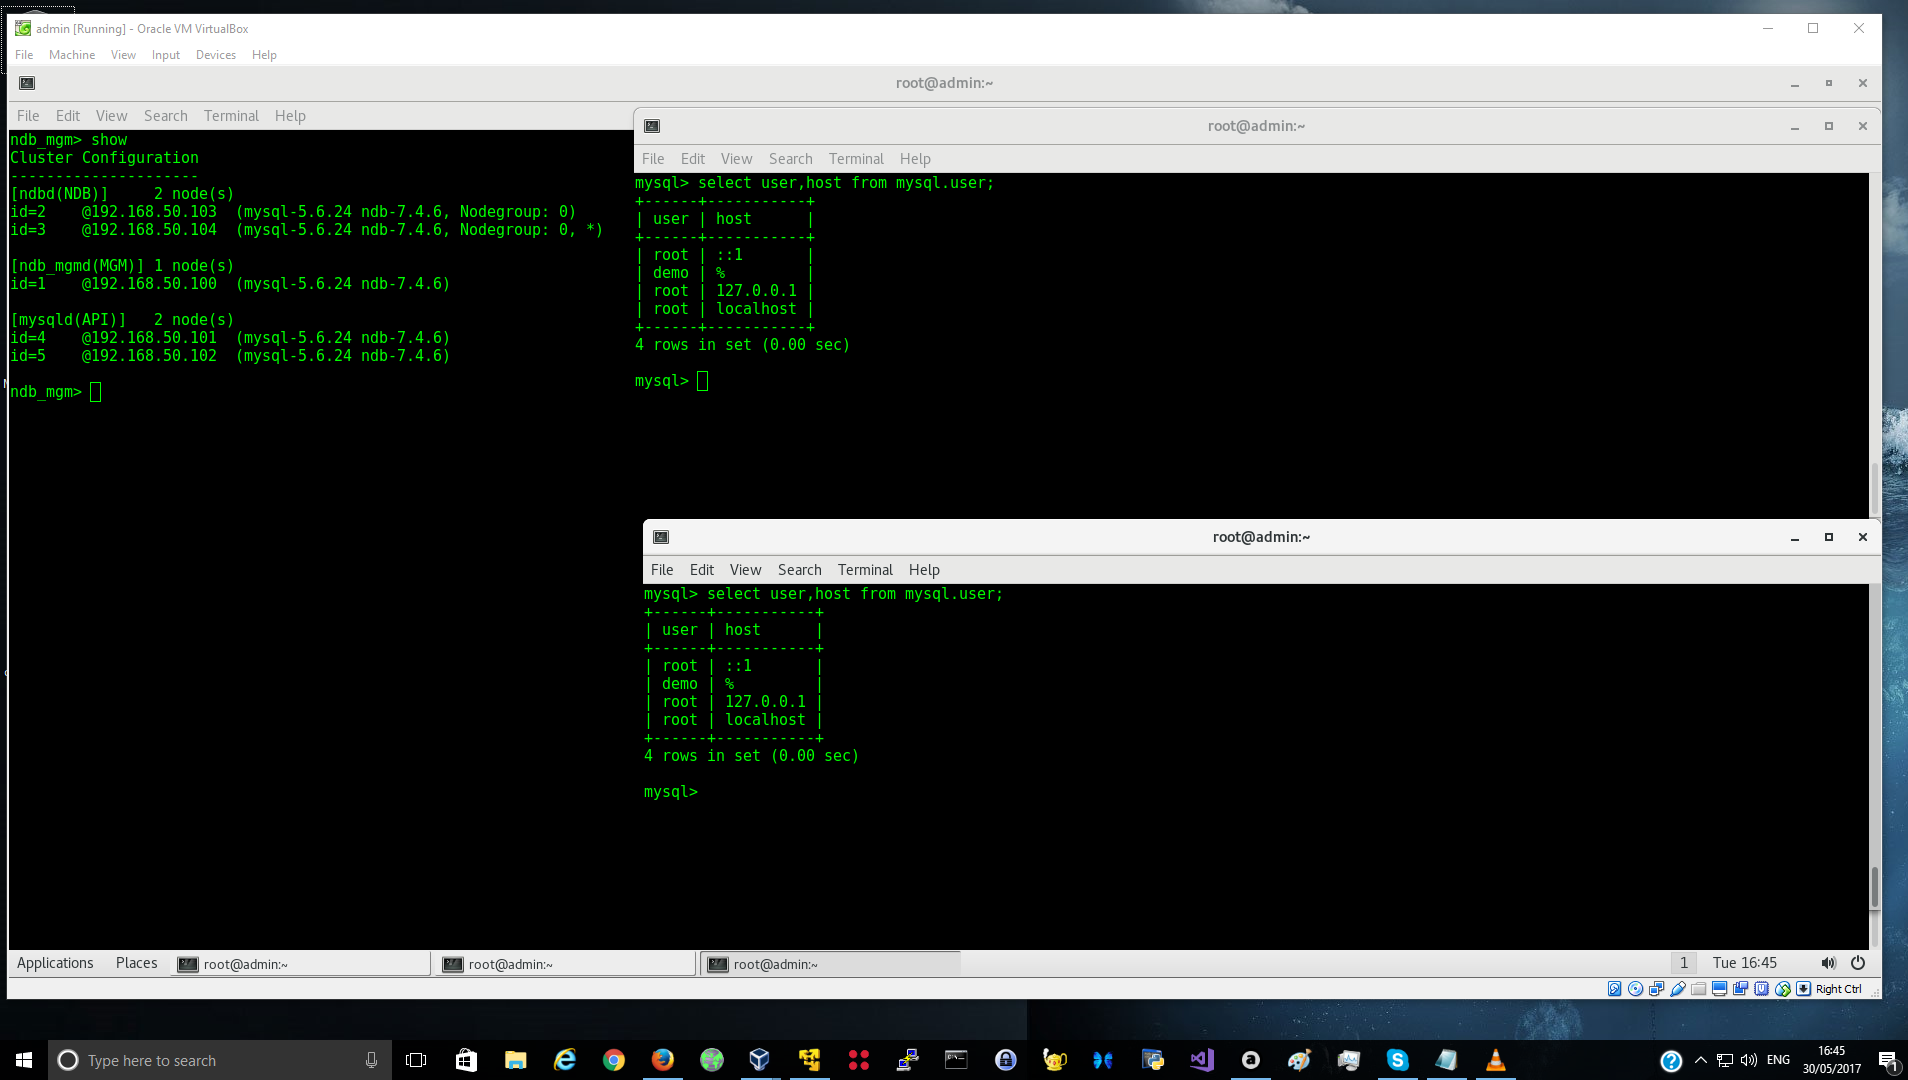 admin [Running] - Oracle VM VirtualBox
File Machine View Input Devices Help
root@admin:~
File Edit View Search Terminal Help
ndb_mgm> show
Cluster Configuration
---------------------
[ndbd(NDB)]     2 node(s)
id=2    @192.168.50.103  (mysql-5.6.24 ndb-7.4.6, Nodegroup: 0)
id=3    @192.168.50.104  (mysql-5.6.24 ndb-7.4.6, Nodegroup: 0, *)
[ndb_mgmd(MGM)] 1 node(s)
id=1    @192.168.50.100  (mysql-5.6.24 ndb-7.4.6)
[mysqld(API)]   2 node(s)
id=4    @192.168.50.101  (mysql-5.6.24 ndb-7.4.6)
id=5    @192.168.50.102  (mysql-5.6.24 ndb-7.4.6)
ndb_mgm>
root@admin:~
File Edit View Search Terminal Help
mysql> select user,host from mysql.user;
+------+-----------+
| user | host      |
+------+-----------+
| root | ::1       |
| demo | %         |
| root | 127.0.0.1 |
| root | localhost |
+------+-----------+
4 rows in set (0.00 sec)
mysql>
root@admin:~
File Edit View Search Terminal Help
mysql> select user,host from mysql.user;
+------+-----------+
| user | host      |
+------+-----------+
| root | ::1       |
| demo | %         |
| root | 127.0.0.1 |
| root | localhost |
+------+-----------+
4 rows in set (0.00 sec)
mysql>
Applications Places root@admin:~ root@admin:~ root@admin:~ 1 Tue 16:45
Right Ctrl
Type here to search
ENG
16:45
30/05/2017
1